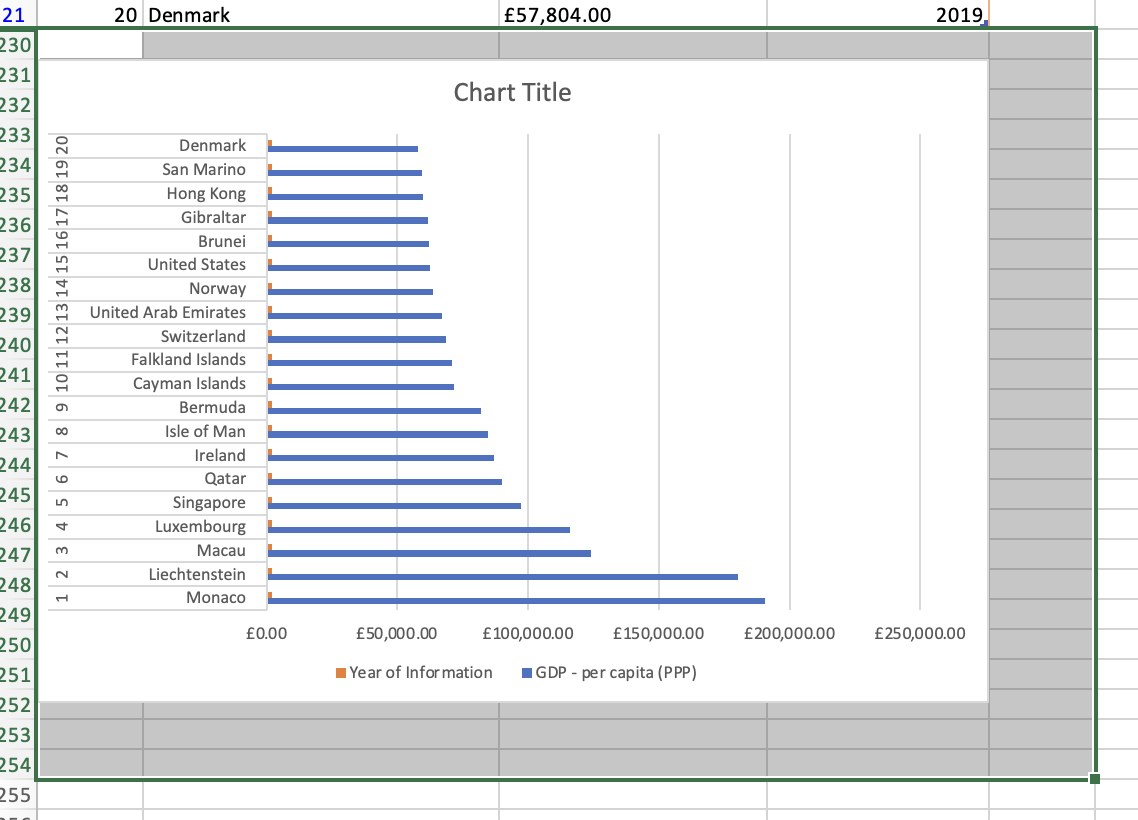 21 20 Denmark £57,804.00 2019
230
231
Chart Title
232
233 20 Denmark
234 19 San Marino
235 18 Hong Kong
236 17 Gibraltar
16 Brunei
237 15 United States
238 14 Norway
239 13 United Arab Emirates
240 12 Switzerland
241 11 Falkland Islands
10 Cayman Islands
242 9 Bermuda
243 8 Isle of Man
244 7 Ireland
245 6 Qatar
5 Singapore
246 4 Luxembourg
247 3 Macau
248 2 Liechtenstein
249 1 Monaco
250 £0.00 £50,000.00 £100,000.00 £150,000.00 £200,000.00 £250,000.00
251 Year of Information GDP - per capita (PPP)
252
253
254
255